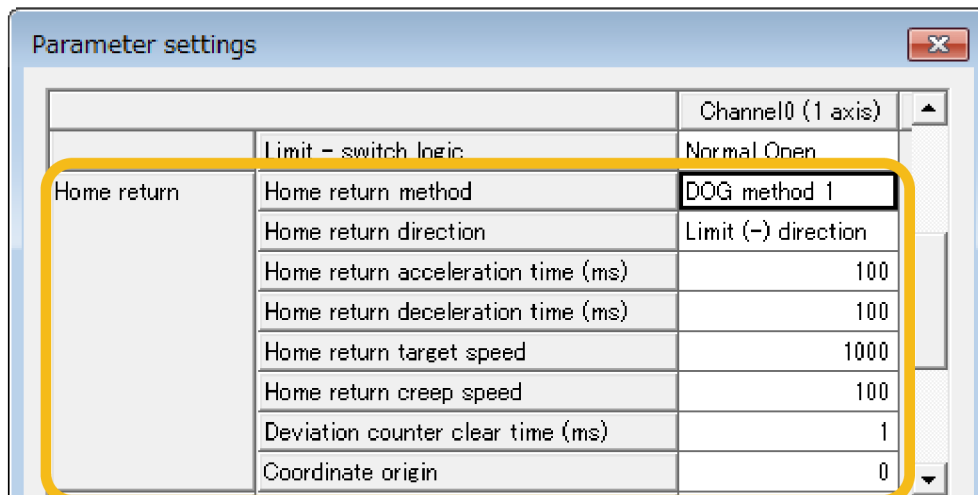 Parameter settings
Channel0 (1 axis)
Limit - switch logic Normal Open
Home return Home return method DOG method 1
Home return direction Limit (-) direction
Home return acceleration time (ms) 100
Home return deceleration time (ms) 100
Home return target speed 1000
Home return creep speed 100
Deviation counter clear time (ms) 1
Coordinate origin 0